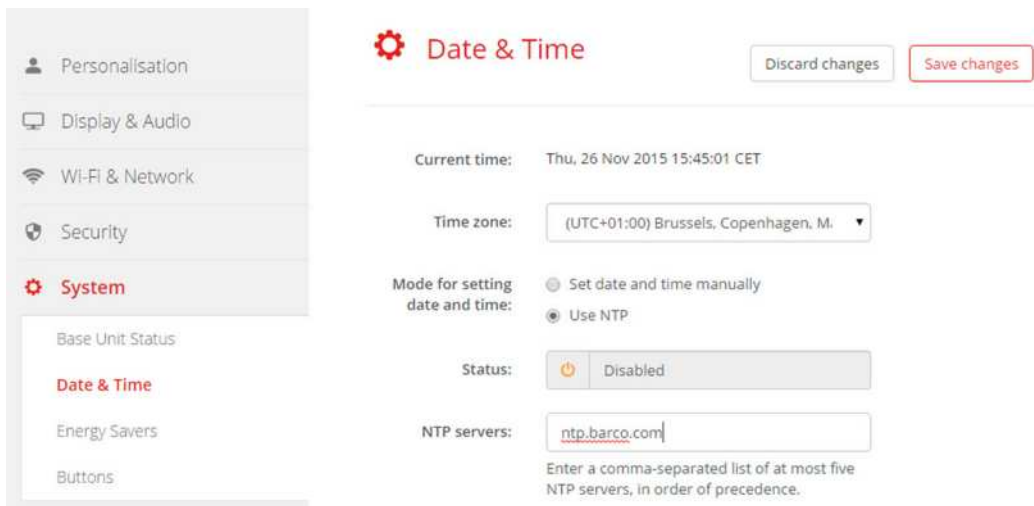 Personalisation
Display & Audio
Wi-Fi & Network
Security
System
Base Unit Status
Date & Time
Energy Savers
Buttons
Date & Time
Discard changes
Save changes
Current time: Thu, 26 Nov 2015 15:45:01 CET
Time zone: (UTC+01:00) Brussels, Copenhagen, M.
Mode for setting
date and time:
Set date and time manually
Use NTP
Status: Disabled
NTP servers: ntp.barco.com
Enter a comma-separated list of at most five
NTP servers, in order of precedence.